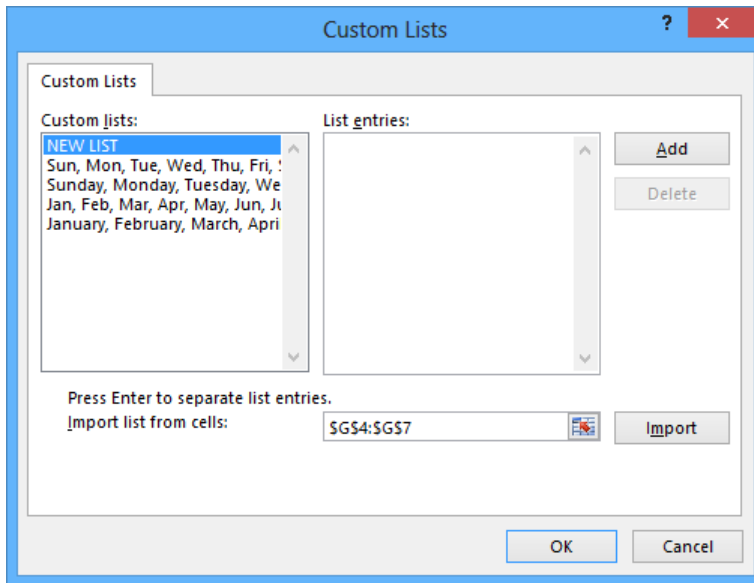 Custom Lists
?
Custom Lists
Custom lists:
List entries:
NEW LIST
Sun, Mon, Tue, Wed, Thu, Fri, S
Sunday, Monday, Tuesday, We
Jan, Feb, Mar, Apr, May, Jun, Ju
January, February, March, Apri
Add
Delete
Press Enter to separate list entries.
Import list from cells:
$G$4:$G$7
Import
OK
Cancel